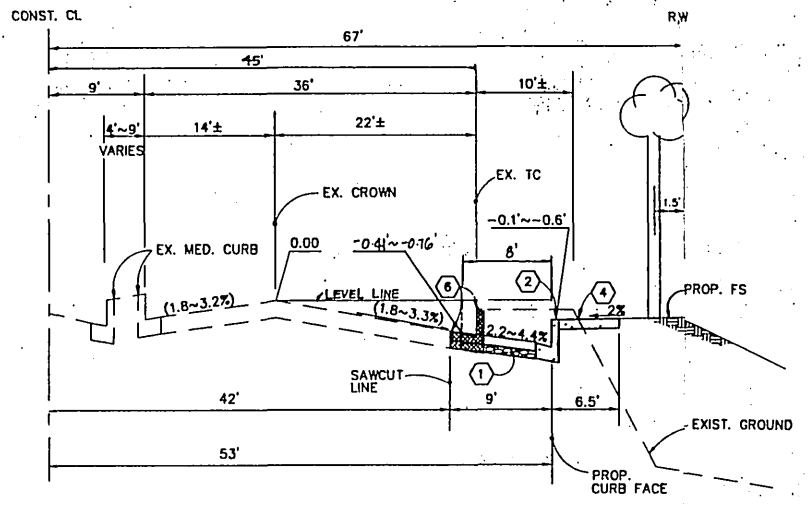 CONST. CL
R/W
67'
45'
9'
36'
10'±
4'~9'
VARIES
14'±
22'±
EX. TC
1.5'
EX. CROWN
-0.1'~-0.6'
0.00
-0.41'~-0.76'
8'
EX. MED. CURB
6
2
4
PROP. FS
(1.8~3.2%)
LEVEL LINE
(1.8~3.3%)
2%
2.2~4.4%
1
SAWCUT
LINE
42'
9'
6.5'
EXIST. GROUND
53'
PROP.
CURB FACE